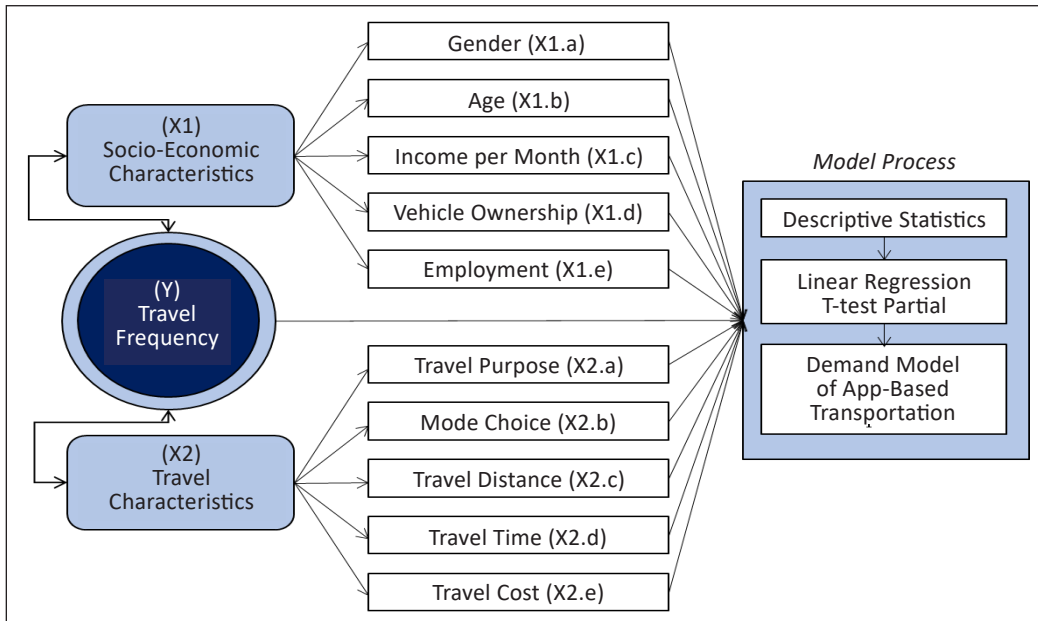 (X1)
Socio-Economic
Characteristics
(Y)
Travel
Frequency
(X2)
Travel
Characteristics
Gender (X1.a)
Age (X1.b)
Income per Month (X1.c)
Vehicle Ownership (X1.d)
Employment (X1.e)
Travel Purpose (X2.a)
Mode Choice (X2.b)
Travel Distance (X2.c)
Travel Time (X2.d)
Travel Cost (X2.e)
Model Process
Descriptive Statistics
Linear Regression
T-test Partial
Demand Model
of App-Based
Transportation